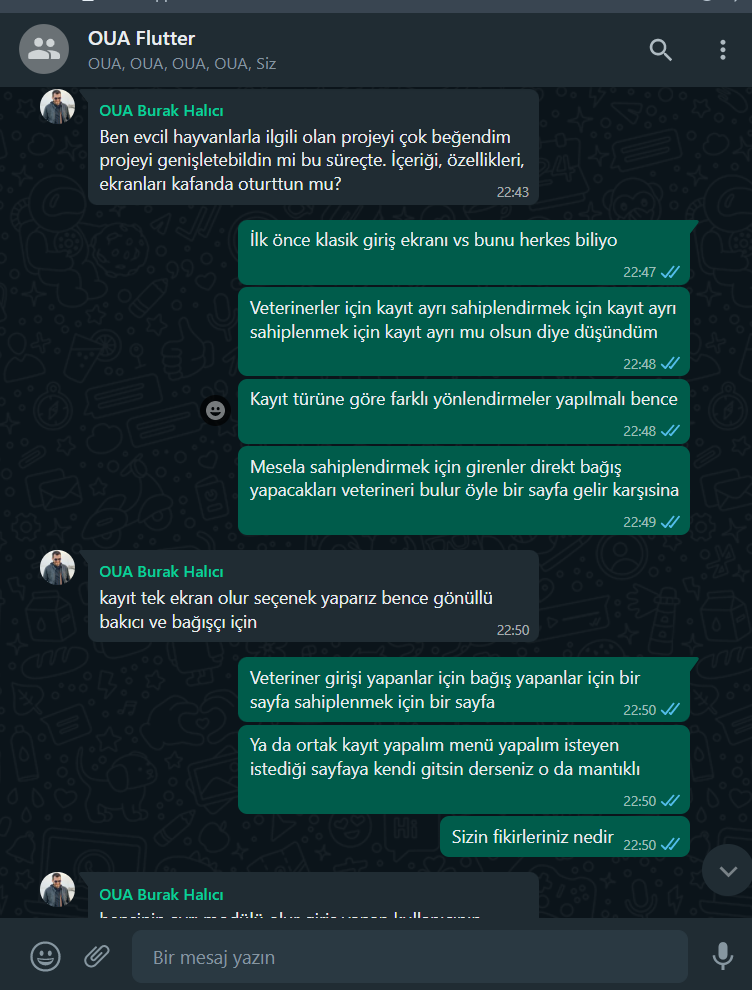 OUA Flutter
OUA, OUA, OUA, OUA, Siz
OUA Burak Halıcı
Ben evcil hayvanlarla ilgili olan projeyi çok beğendim
projeyi genişletebildin mi bu süreçte. İçeriği, özellikleri,
ekranları kafanda oturttun mu?
22:43
İlk önce klasik giriş ekranı vs bunu herkes biliyo
22:47
Veterinerler için kayıt ayrı sahiplendirmek için kayıt ayrı
sahiplenmek için kayıt ayrı mu olsun diye düşündüm
22:48
Kayıt türüne göre farklı yönlendirmeler yapılmalı bence
22:48
Mesela sahiplendirmek için girenler direkt bağış
yapacakları veterineri bulur öyle bir sayfa gelir karşısina
22:49
OUA Burak Halıcı
kayıt tek ekran olur seçenek yaparız bence gönüllü
bakıcı ve bağışçı için
22:50
Veteriner girişi yapanlar için bağış yapanlar için bir
sayfa sahiplenmek için bir sayfa
22:50
Ya da ortak kayıt yapalım menü yapalım isteyen
istediği sayfaya kendi gitsin derseniz o da mantıklı
22:50
Sizin fikirleriniz nedir
22:50
OUA Burak Halıcı
Bir mesaj yazın